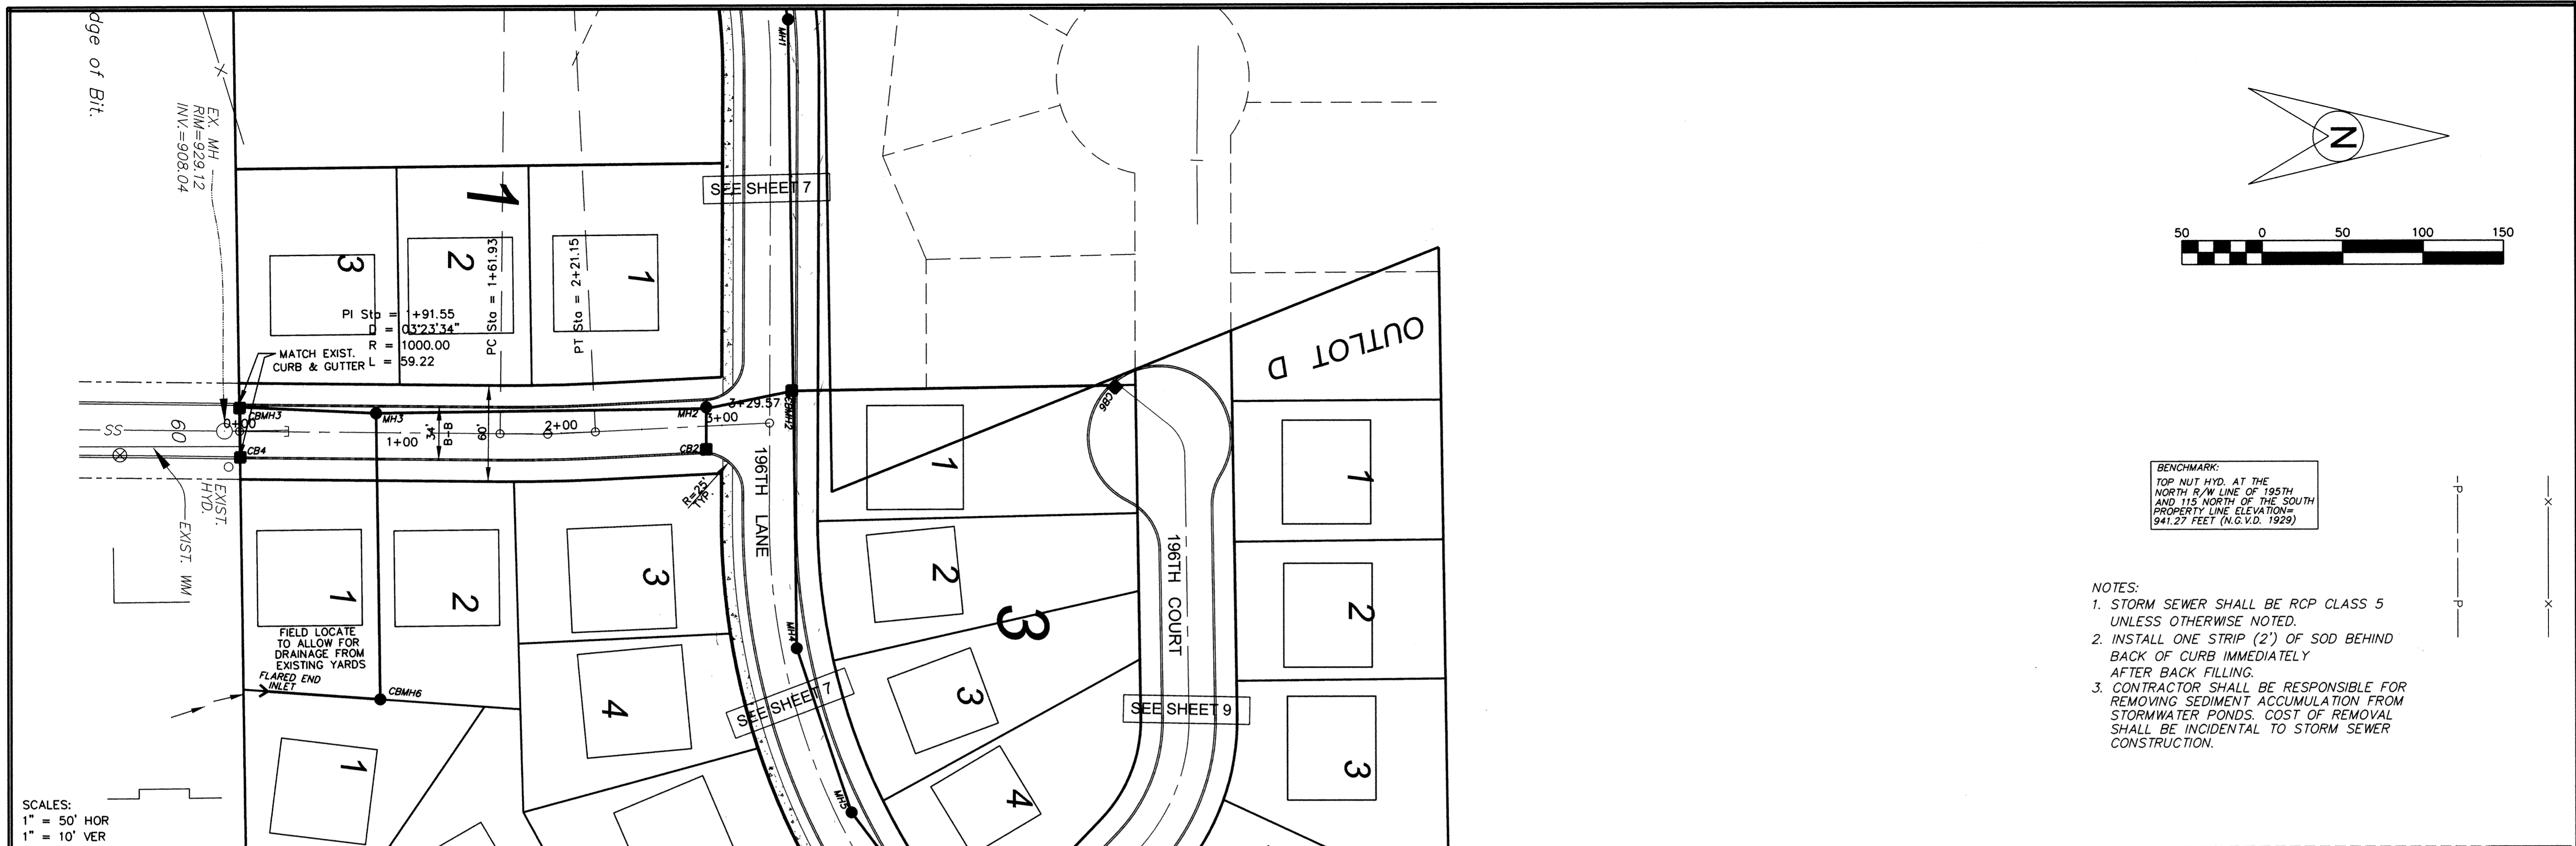 dge of Bit.
EX. MH
RIM=929.12
INV.=908.04
MH1
SEE SHEET 7
1
3
2
1
PC Sta = 1+61.93
PT Sta = 2+21.15
PI Sta = 1+91.55
D = 03°23'34"
R = 1000.00
L = 59.22
MATCH EXIST.
CURB & GUTTER
CBMH3
MH3
MH2
3+29.57
3+00
CBMH2
0+00
1+00
2+00
34'
B-B
60'
SS
60
CB4
CB2
R=25'
TYP.
EXIST.
HYD.
EXIST. WM
196TH LANE
1
2
3
FIELD LOCATE
TO ALLOW FOR
DRAINAGE FROM
EXISTING YARDS
FLARED END
INLET
CBMH6
4
1
MH4
SEE SHEET 7
MH5
OUTLOT D
CB6
1
2
3
3
4
196TH COURT
SEE SHEET 9
1
2
3
SCALES:
1" = 50' HOR
1" = 10' VER
N
50 0 50 100 150
BENCHMARK:
TOP NUT HYD. AT THE
NORTH R/W LINE OF 195TH
AND 115 NORTH OF THE SOUTH
PROPERTY LINE ELEVATION=
941.27 FEET (N.G.V.D. 1929)
P
P
X
X
X
NOTES:
1. STORM SEWER SHALL BE RCP CLASS 5
UNLESS OTHERWISE NOTED.
2. INSTALL ONE STRIP (2') OF SOD BEHIND
BACK OF CURB IMMEDIATELY
AFTER BACK FILLING.
3. CONTRACTOR SHALL BE RESPONSIBLE FOR
REMOVING SEDIMENT ACCUMULATION FROM
STORMWATER PONDS. COST OF REMOVAL
SHALL BE INCIDENTAL TO STORM SEWER
CONSTRUCTION.